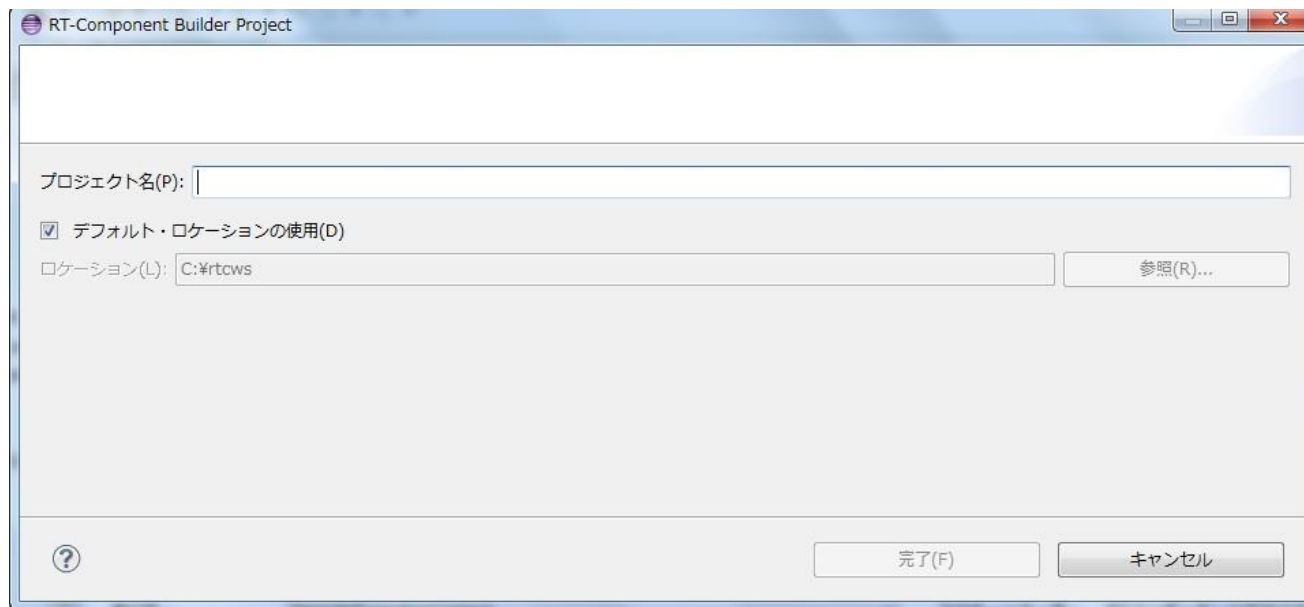 RT-Component Builder Project
プロジェクト名(P):
デフォルト・ロケーションの使用(D)
ロケーション(L): C:¥rtcws 参照(R)...
? 完了(F) キャンセル